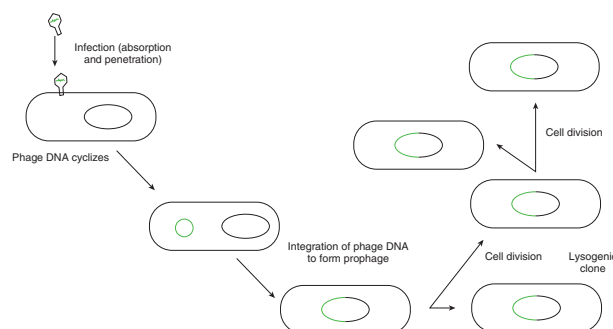 Infection (absorption
and penetration)
Phage DNA cyclizes
Integration of phage DNA
to form prophage
Cell division
Cell division
Lysogenic
clone